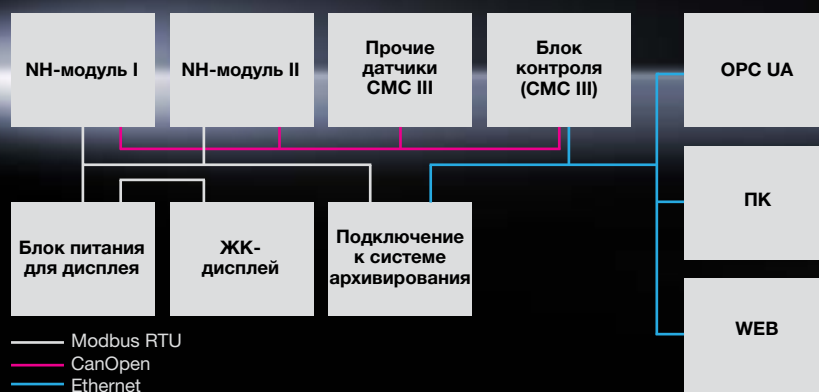 NH-модуль I
NH-модуль II
Прочие
датчики
CMC III
Блок
контроля
(CMC III)
OPC UA
ПК
WEB
Блок питания
для дисплея
ЖК-
дисплей
Подключение
к системе
архивирования
Modbus RTU
CanOpen
Ethernet